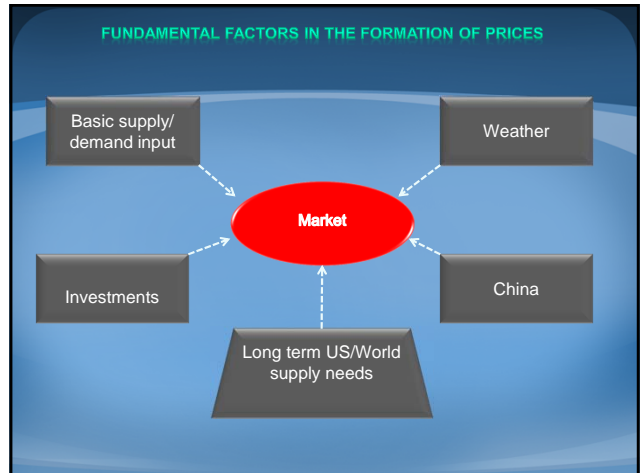 FUNDAMENTAL FACTORS IN THE FORMATION OF PRICES
Basic supply/
demand input
Weather
Market
Investments
China
Long term US/World
supply needs